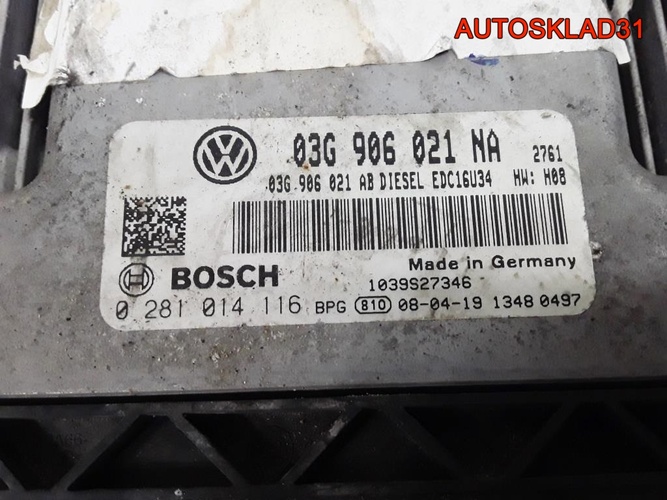 AUTOSKLAD31
03G 906 021 NA 2761
03G 906 021 AB DIESEL EDC16U34 HW: H08
Made in Germany
BOSCH 1039S27346
0 281 014 116 BPG 810 08-04-19 1348 0497